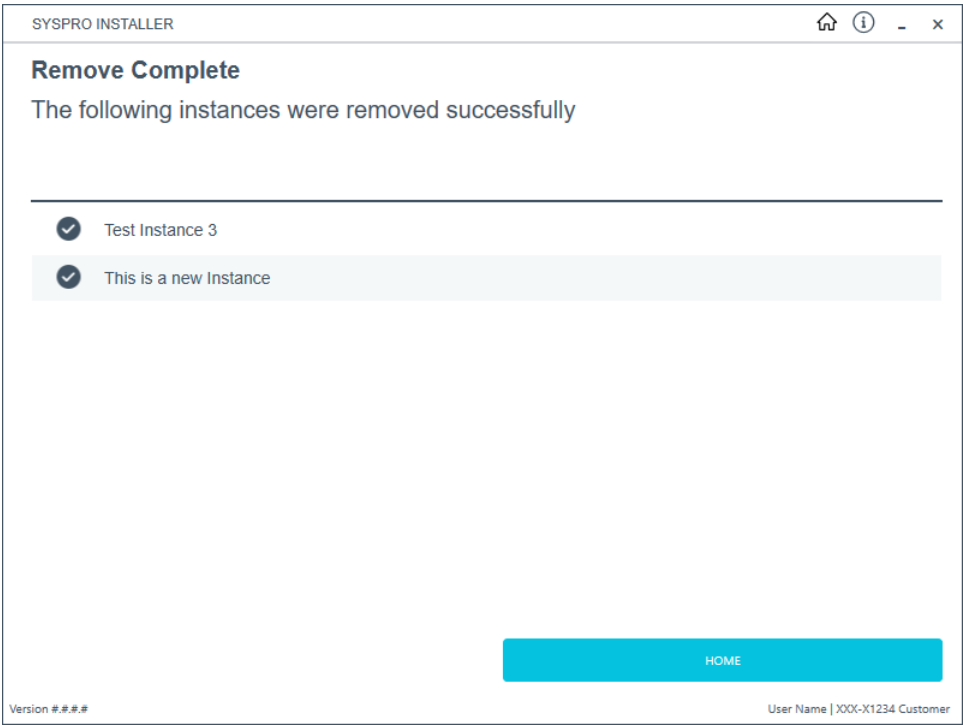 SYSPRO INSTALLER
Remove Complete
The following instances were removed successfully
Test Instance 3
This is a new Instance
HOME
Version #.#.#.#
User Name | XXX-X1234 Customer